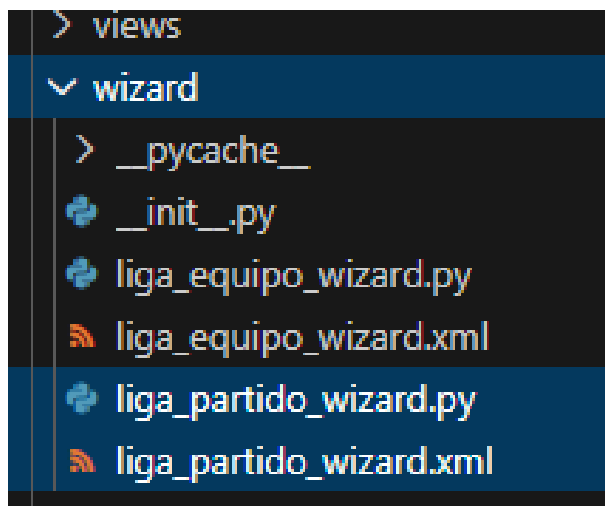 views
wizard
__pycache__
__init__.py
liga_equipo_wizard.py
liga_equipo_wizard.xml
liga_partido_wizard.py
liga_partido_wizard.xml